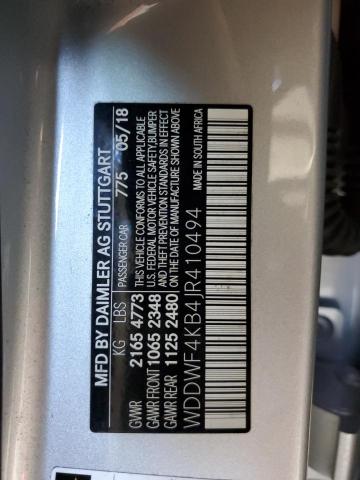 MFD BY DAIMLER AG STUTTGART
KG LBS PASSENGER CAR 775 05/18
GVWR 2165 4773 THIS VEHICLE CONFORMS TO ALL APPLICABLE
GAWR FRONT 1065 2348 U.S. FEDERAL MOTOR VEHICLE SAFETY, BUMPER
GAWR REAR 1125 2480 AND THEFT PREVENTION STANDARDS IN EFFECT
ON THE DATE OF MANUFACTURE SHOWN ABOVE
WDDWF4KB4JR410494
MADE IN SOUTH AFRICA